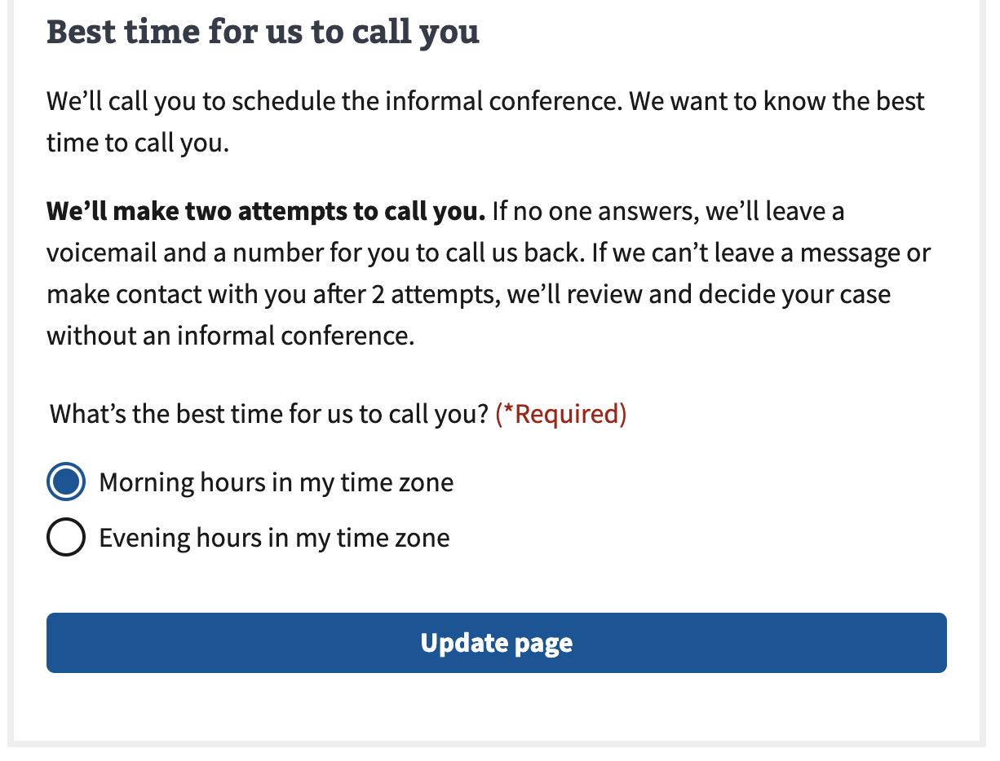 Best time for us to call you
We’ll call you to schedule the informal conference. We want to know the best
time to call you.
We’ll make two attempts to call you. If no one answers, we’ll leave a
voicemail and a number for you to call us back. If we can’t leave a message or
make contact with you after 2 attempts, we’ll review and decide your case
without an informal conference.
What’s the best time for us to call you? (*Required)
Morning hours in my time zone
Evening hours in my time zone
Update page